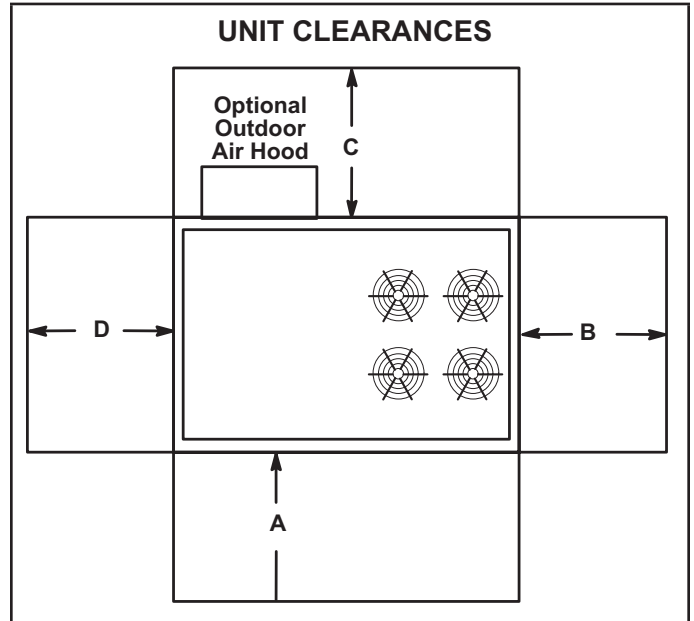 UNIT CLEARANCES
Optional
Outdoor
Air Hood
C
D
B
A